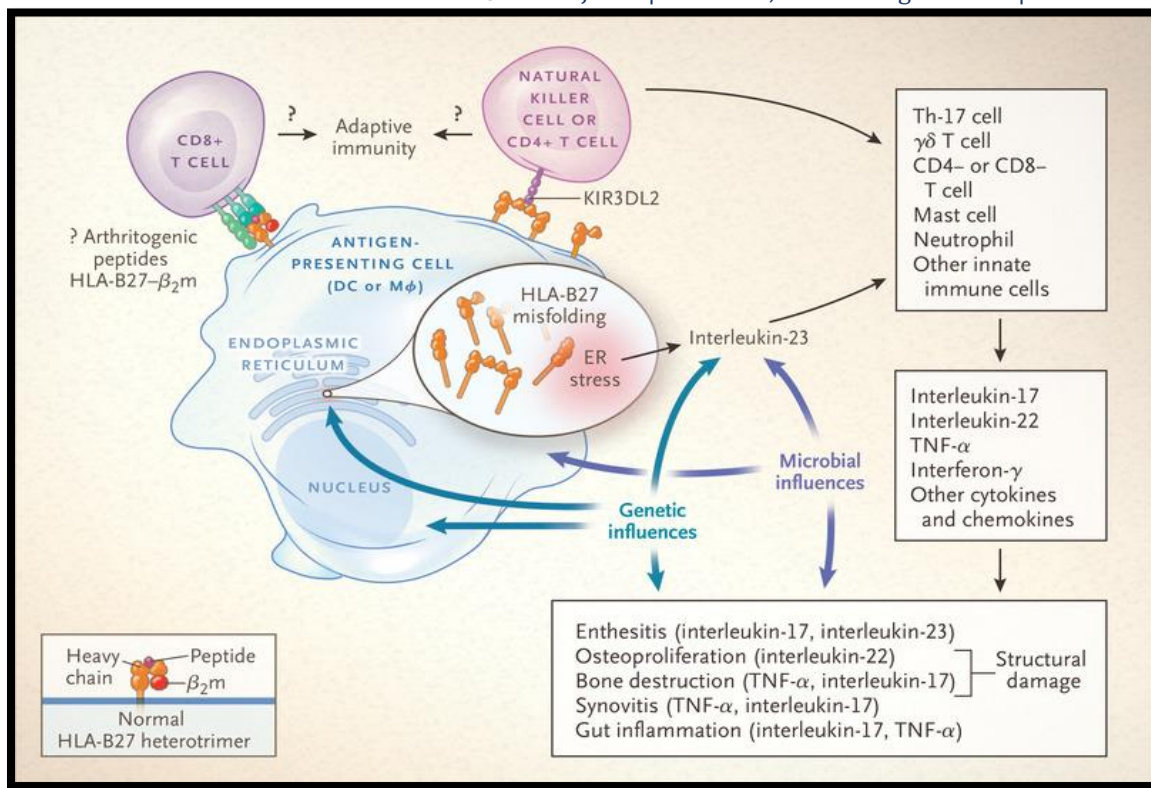 CD8+
T CELL
?
Adaptive
immunity
?
NATURAL
KILLER
CELL OR
CD4+ T CELL
KIR3DL2
? Arthritogenic
peptides
HLA-B27–β₂m
ANTIGEN-
PRESENTING CELL
(DC or Mϕ)
HLA-B27
misfolding
ER
stress
ENDOPLASMIC
RETICULUM
NUCLEUS
Interleukin-23
Microbial
influences
Genetic
influences
Th-17 cell
γδ T cell
CD4– or CD8–
T cell
Mast cell
Neutrophil
Other innate
immune cells
Interleukin-17
Interleukin-22
TNF-α
Interferon-γ
Other cytokines
and chemokines
Enthesitis (interleukin-17, interleukin-23)
Osteoproliferation (interleukin-22)
Bone destruction (TNF-α, interleukin-17)
Synovitis (TNF-α, interleukin-17)
Gut inflammation (interleukin-17, TNF-α)
Structural
damage
Heavy
chain
Peptide
β₂m
Normal
HLA-B27 heterotrimer